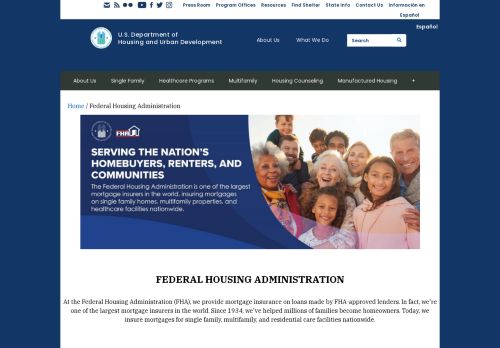 Press Room Program Offices Resources Find Shelter State Info Contact Us Información en Español
Español
U.S. Department of
Housing and Urban Development
About Us What We Do
Search
About Us Single Family Healthcare Programs Multifamily Housing Counseling Manufactured Housing +
Home / Federal Housing Administration
FHA
SERVING THE NATION'S
HOMEBUYERS, RENTERS, AND
COMMUNITIES
The Federal Housing Administration is one of the largest
mortgage insurers in the world, insuring mortgages
on single family homes, multifamily properties, and
healthcare facilities nationwide.
FEDERAL HOUSING ADMINISTRATION
At the Federal Housing Administration (FHA), we provide mortgage insurance on loans made by FHA-approved lenders. In fact, we're
one of the largest mortgage insurers in the world. Since 1934, we've helped millions of families become homeowners. Today, we
insure mortgages for single family, multifamily, and residential care facilities nationwide.